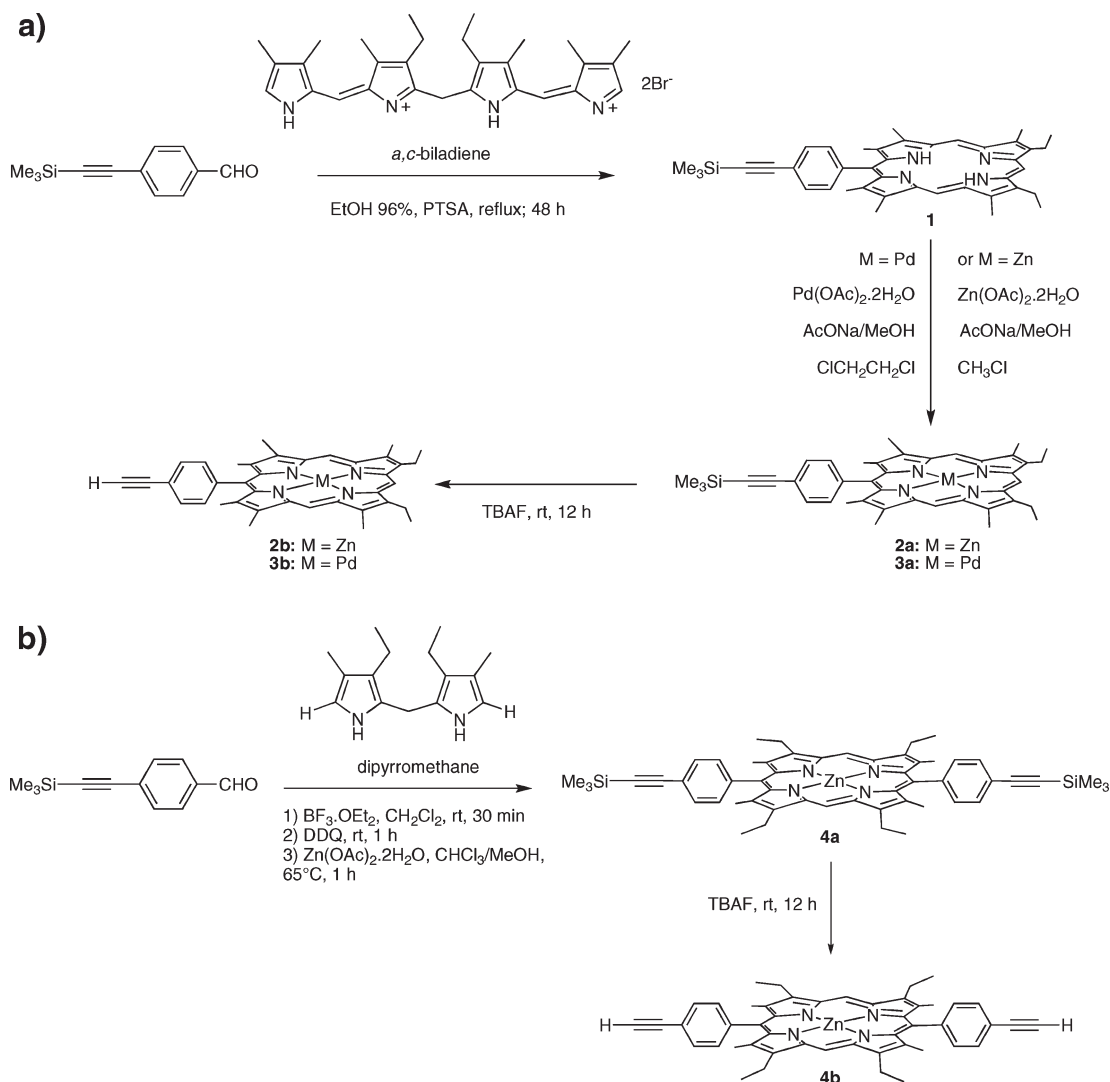 a)
N
H
N
+
N
H
N
+
2Br-
a,c-biladiene
Me3Si
CHO
EtOH 96%, PTSA, reflux; 48 h
Me3Si
NH
N
N
HN
1
M = Pd
or M = Zn
Pd(OAc)2.2H2O
Zn(OAc)2.2H2O
AcONa/MeOH
AcONa/MeOH
ClCH2CH2Cl
CH3Cl
H
N
N
M
N
N
TBAF, rt, 12 h
Me3Si
N
N
M
N
N
2b: M = Zn
3b: M = Pd
2a: M = Zn
3a: M = Pd
b)
H
N
H
N
H
H
dipyrromethane
Me3Si
CHO
1) BF3.OEt2, CH2Cl2, rt, 30 min
2) DDQ, rt, 1 h
3) Zn(OAc)2.2H2O, CHCl3/MeOH,
65°C, 1 h
Me3Si
N
N
Zn
N
N
SiMe3
4a
TBAF, rt, 12 h
H
N
N
Zn
N
N
H
4b